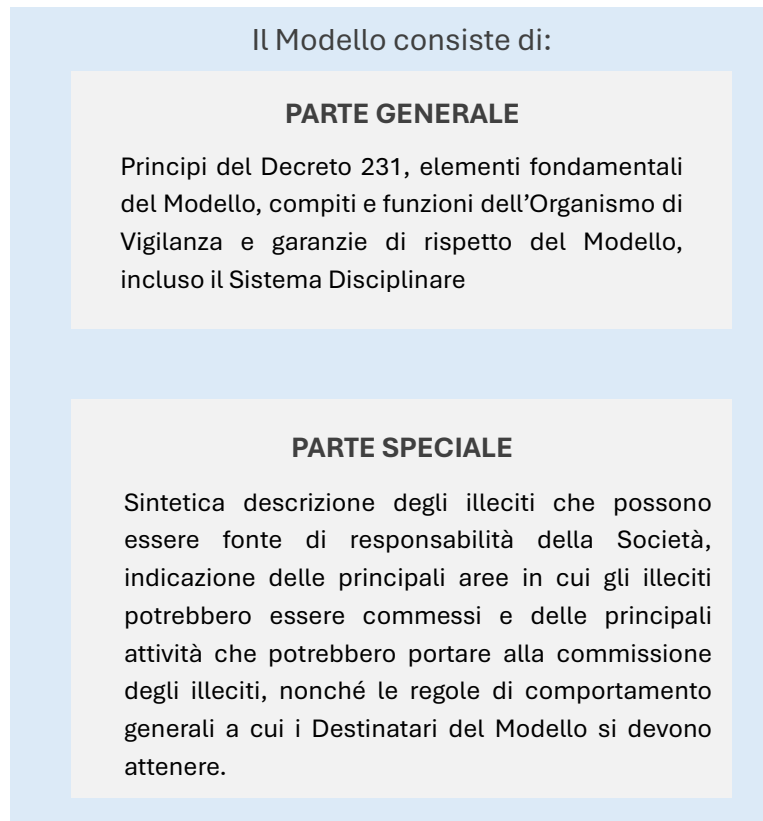 Il Modello consiste di:
PARTE GENERALE
Principi del Decreto 231, elementi fondamentali
del Modello, compiti e funzioni dell’Organismo di
Vigilanza e garanzie di rispetto del Modello,
incluso il Sistema Disciplinare
PARTE SPECIALE
Sintetica descrizione degli illeciti che possono
essere fonte di responsabilità della Società,
indicazione delle principali aree in cui gli illeciti
potrebbero essere commessi e delle principali
attività che potrebbero portare alla commissione
degli illeciti, nonché le regole di comportamento
generali a cui i Destinatari del Modello si devono
attenere.